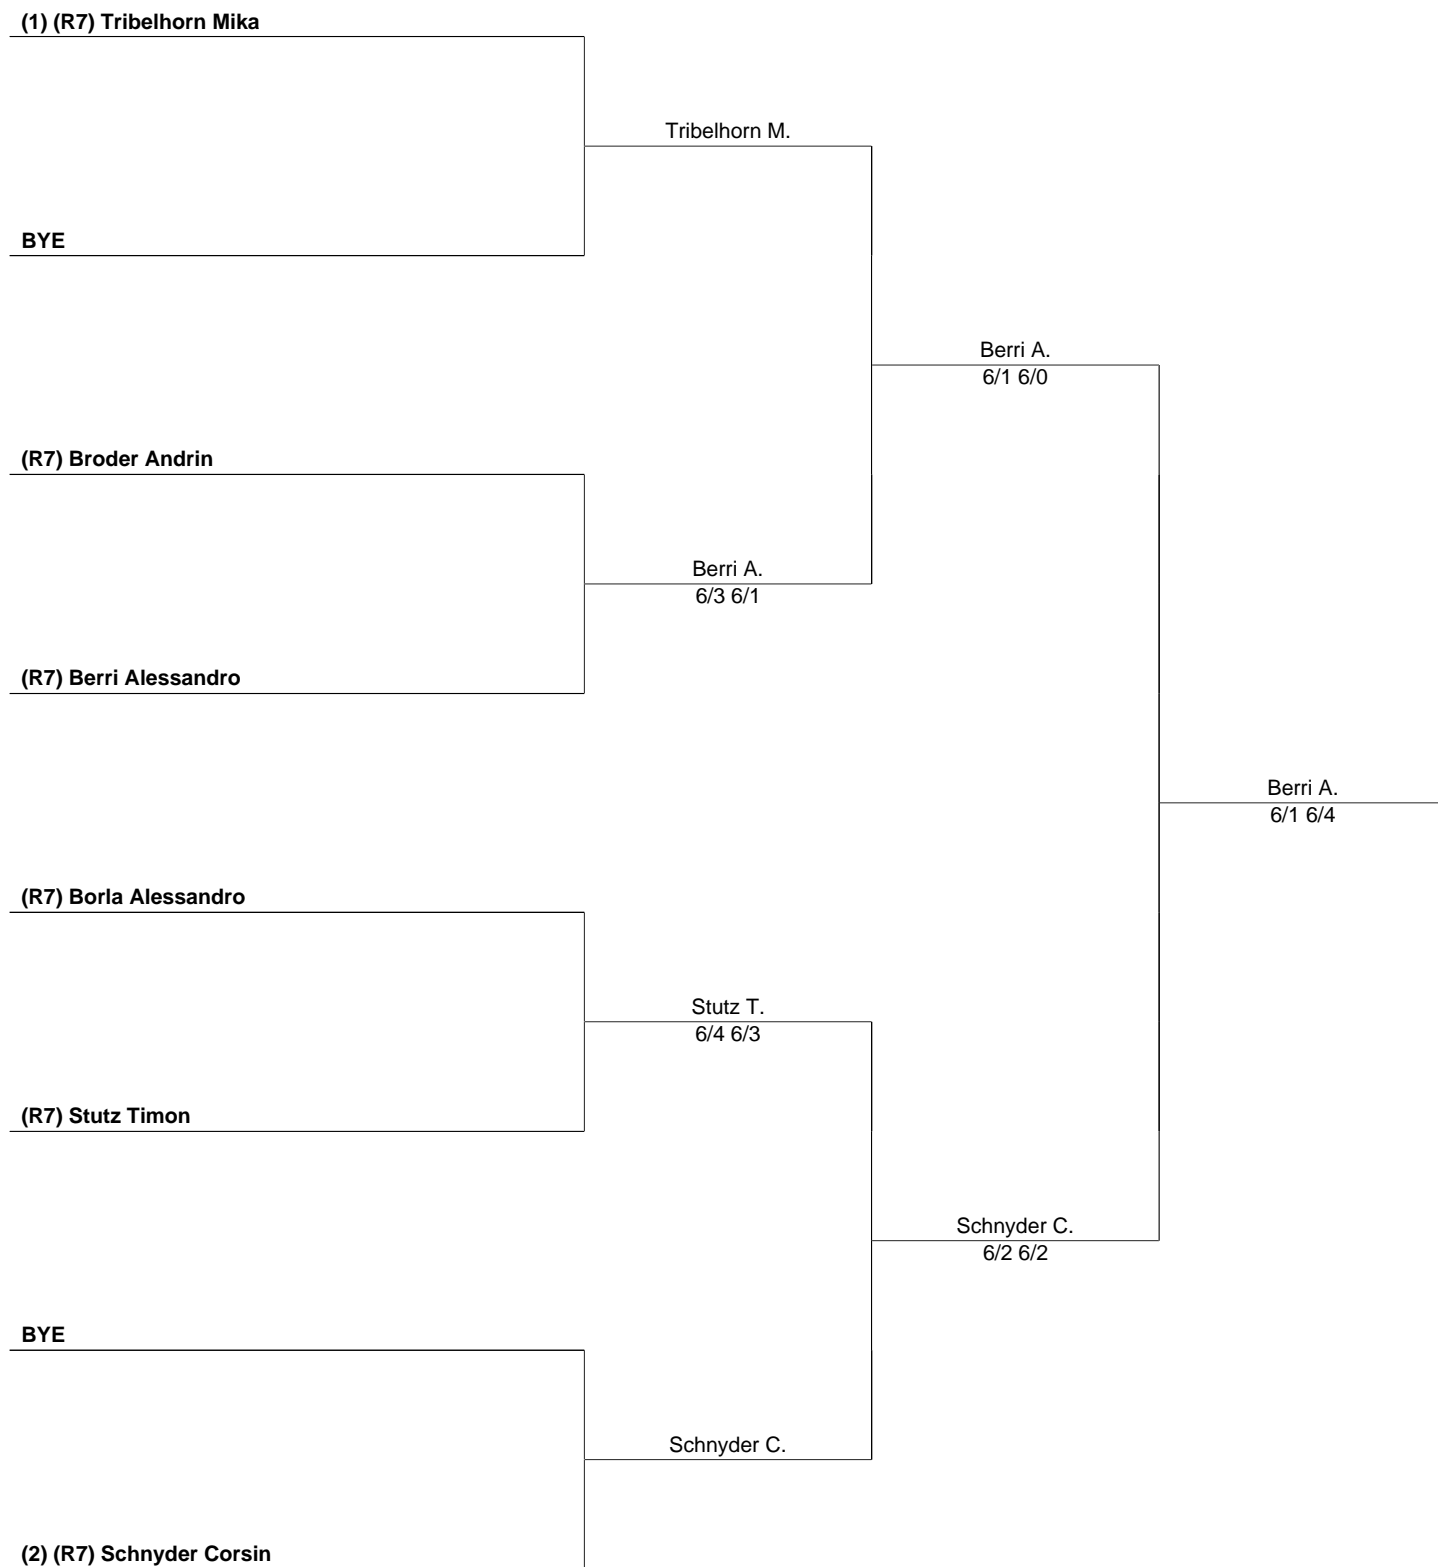 (1) (R7) Tribelhorn Mika
Tribelhorn M.
BYE
Berri A.
6/1 6/0
(R7) Broder Andrin
Berri A.
6/3 6/1
(R7) Berri Alessandro
Berri A.
6/1 6/4
(R7) Borla Alessandro
Stutz T.
6/4 6/3
(R7) Stutz Timon
Schnyder C.
6/2 6/2
BYE
Schnyder C.
(2) (R7) Schnyder Corsin